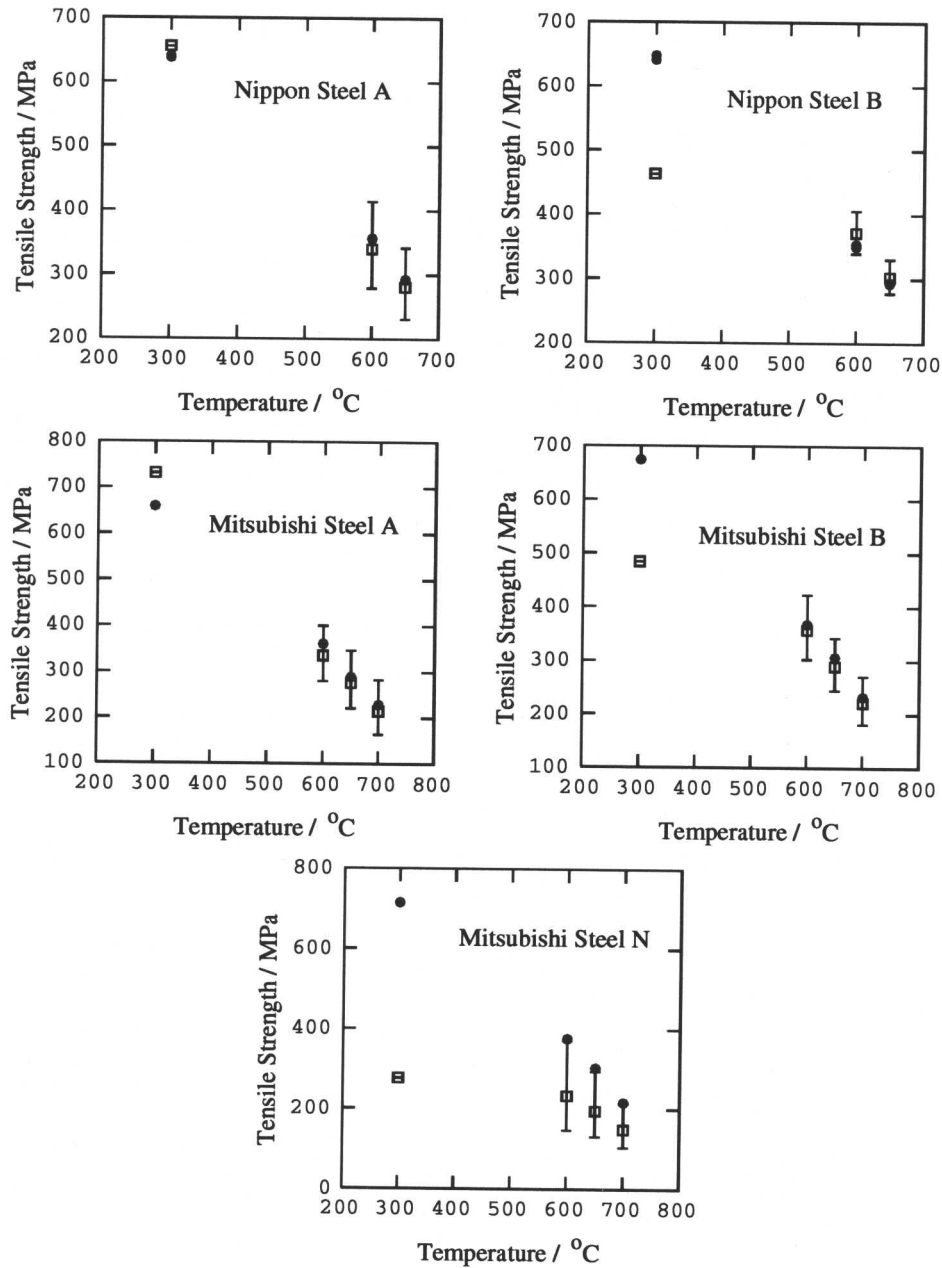 700
600
500
400
300
200
200 300 400 500 600 700
Tensile Strength / MPa
Temperature / °C
Nippon Steel A
700
600
500
400
300
200
200 300 400 500 600 700
Tensile Strength / MPa
Temperature / °C
Nippon Steel B
800
700
600
500
400
300
200
100
200 300 400 500 600 700 800
Tensile Strength / MPa
Temperature / °C
Mitsubishi Steel A
700
600
500
400
300
200
100
200 300 400 500 600 700 800
Tensile Strength / MPa
Temperature / °C
Mitsubishi Steel B
800
600
400
200
0
200 300 400 500 600 700 800
Tensile Strength / MPa
Temperature / °C
Mitsubishi Steel N